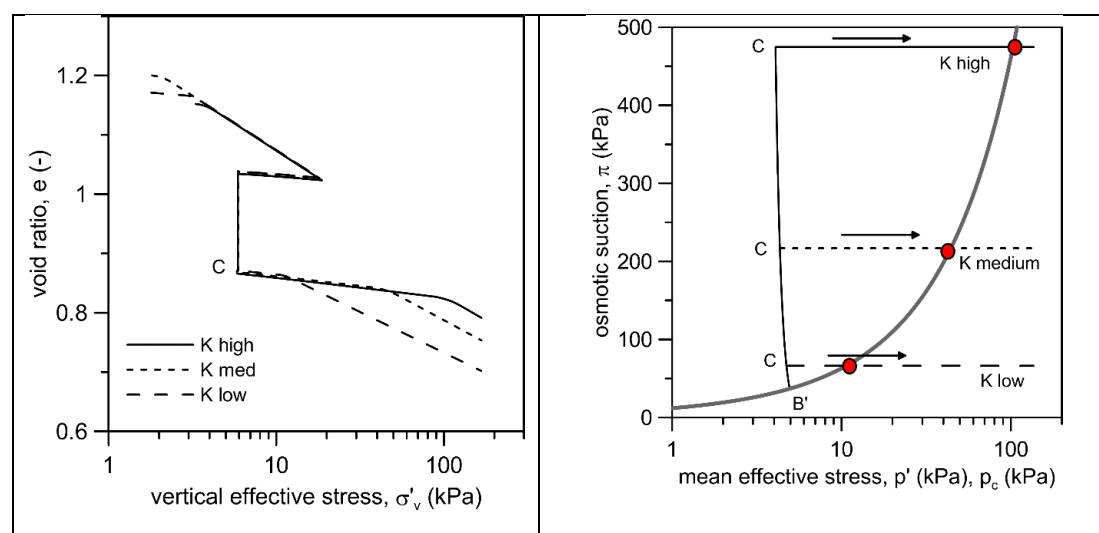 1.2
1
0.8
0.6
void ratio, e (-)
C
K high
K med
K low
1
10
100
vertical effective stress, σ'v (kPa)
500
400
300
200
100
0
osmotic suction, π (kPa)
C
K high
C
K medium
C
K low
B'
1
10
100
mean effective stress, p' (kPa), pc (kPa)